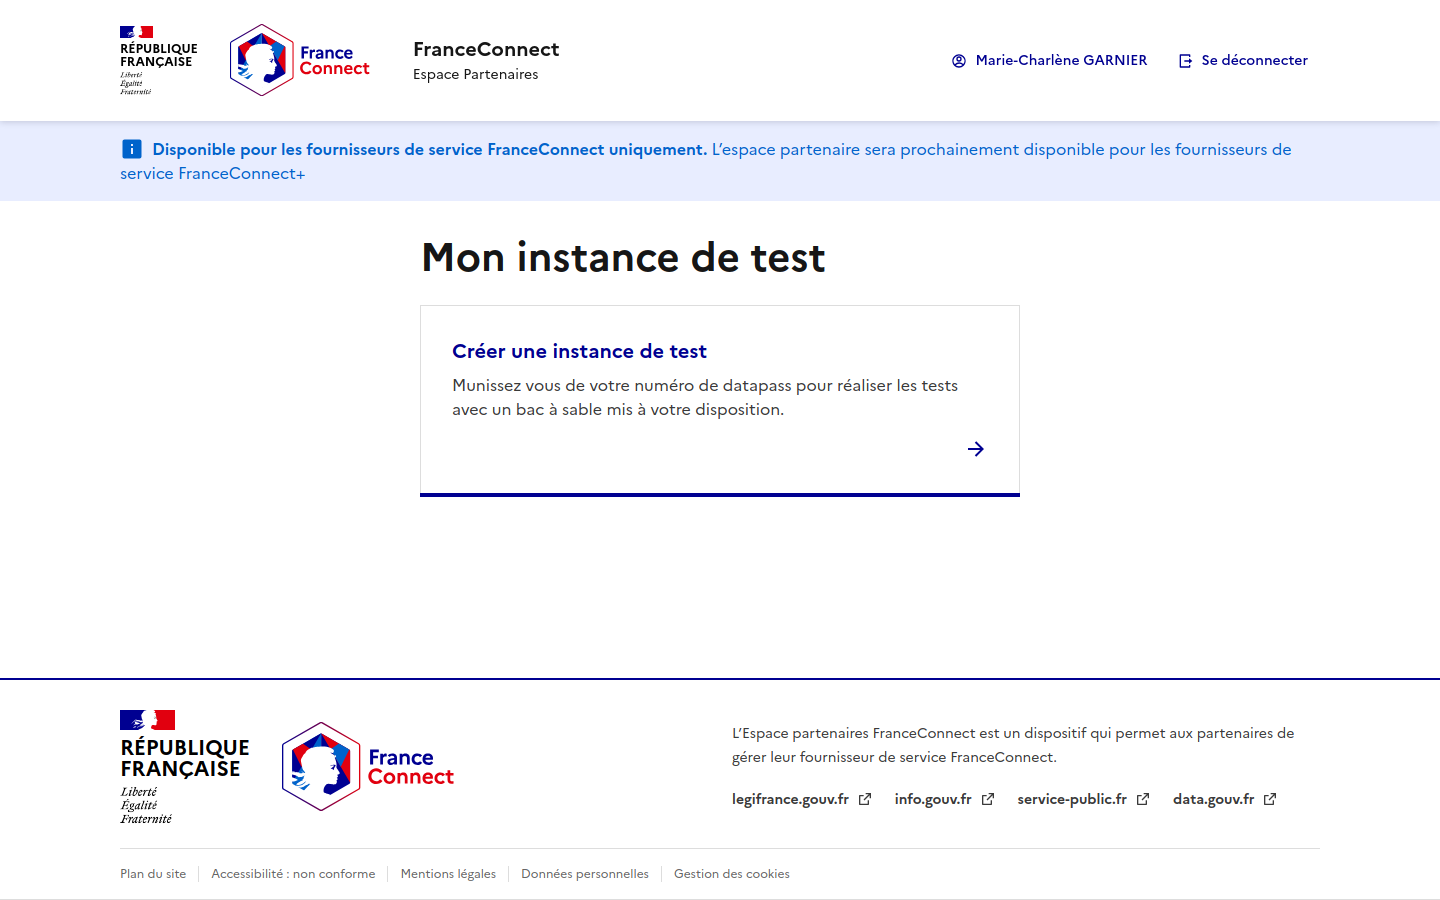 RÉPUBLIQUE
FRANÇAISE
Liberté
Égalité
Fraternité
France
Connect
FranceConnect
Espace Partenaires
Marie-Charlène GARNIER
Se déconnecter
Disponible pour les fournisseurs de service FranceConnect uniquement. L’espace partenaire sera prochainement disponible pour les fournisseurs de
service FranceConnect+
Mon instance de test
Créer une instance de test
Munissez vous de votre numéro de datapass pour réaliser les tests
avec un bac à sable mis à votre disposition.
RÉPUBLIQUE
FRANÇAISE
Liberté
Égalité
Fraternité
France
Connect
L’Espace partenaires FranceConnect est un dispositif qui permet aux partenaires de
gérer leur fournisseur de service FranceConnect.
legifrance.gouv.fr info.gouv.fr service-public.fr data.gouv.fr
Plan du site Accessibilité : non conforme Mentions légales Données personnelles Gestion des cookies